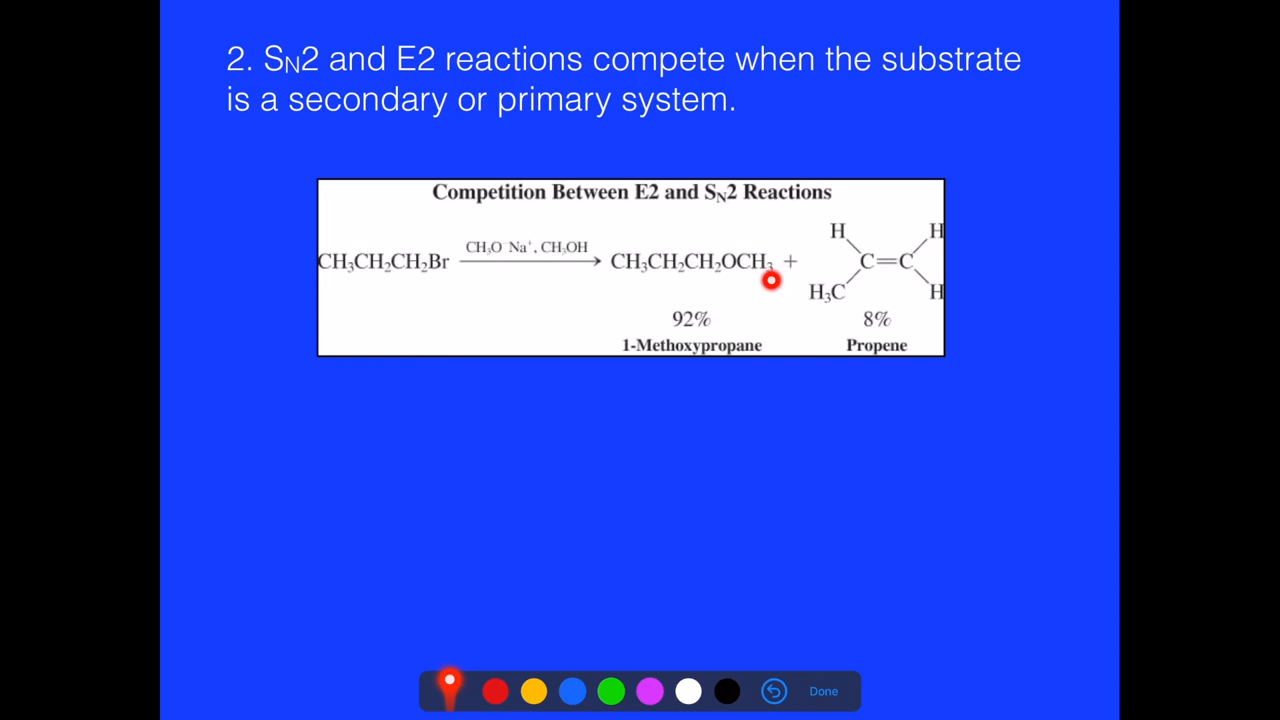 2. SN2 and E2 reactions compete when the substrate
is a secondary or primary system.
Competition Between E2 and SN2 Reactions
CH3CH2CH2Br CH3O⁻Na⁺, CH3OH CH3CH2CH2OCH3 +
H H
C=C
H3C H
92% 8%
1-Methoxypropane Propene
Done